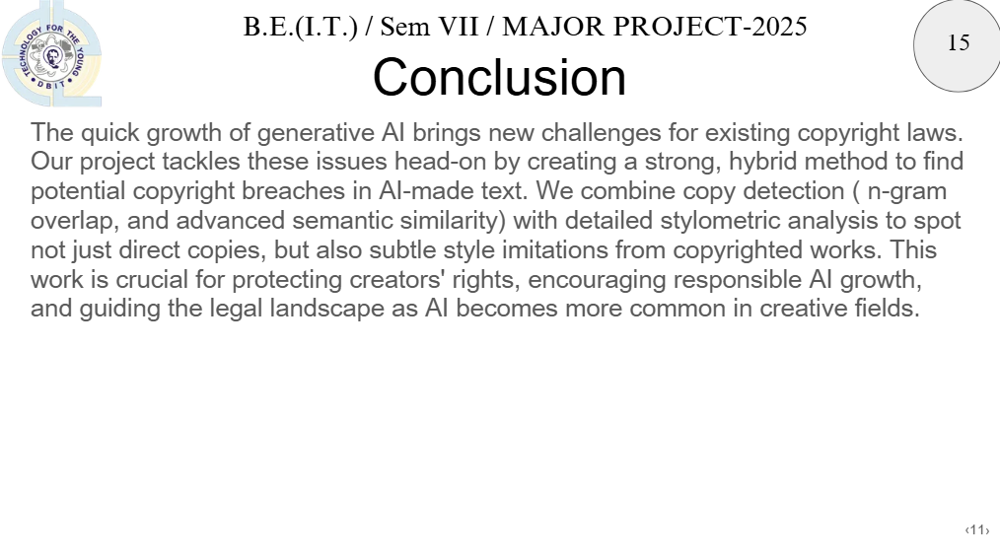 TECHNOLOGY FOR THE YOUNG
DBIT
B.E.(I.T.) / Sem VII / MAJOR PROJECT-2025
15
Conclusion
The quick growth of generative AI brings new challenges for existing copyright laws.
Our project tackles these issues head-on by creating a strong, hybrid method to find
potential copyright breaches in AI-made text. We combine copy detection ( n-gram
overlap, and advanced semantic similarity) with detailed stylometric analysis to spot
not just direct copies, but also subtle style imitations from copyrighted works. This
work is crucial for protecting creators' rights, encouraging responsible AI growth,
and guiding the legal landscape as AI becomes more common in creative fields.
‹11›